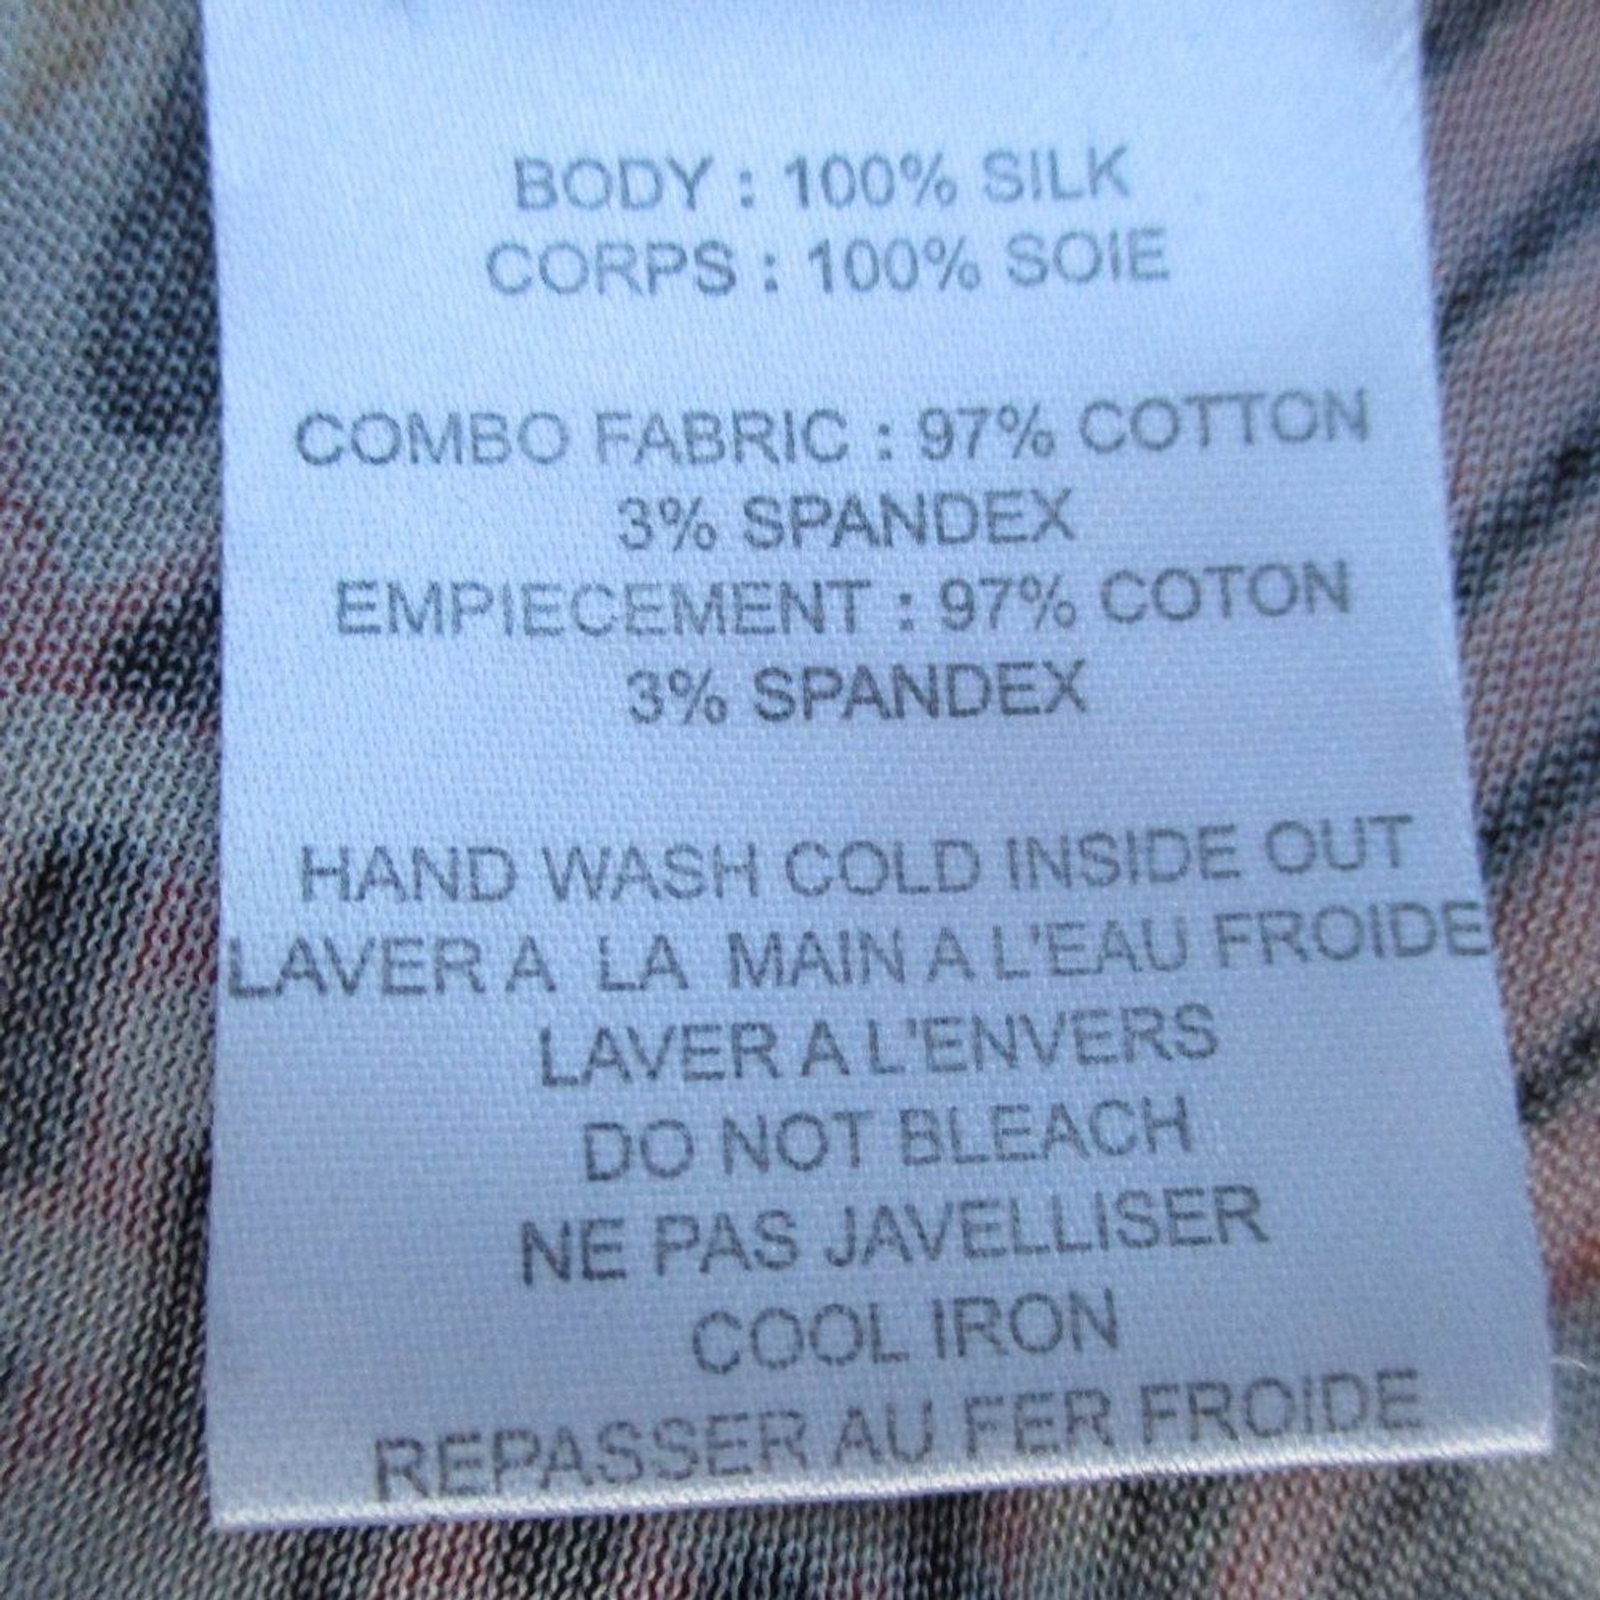 BODY : 100% SILK
CORPS : 100% SOIE
COMBO FABRIC : 97% COTTON
3% SPANDEX
EMPIECEMENT : 97% COTON
3% SPANDEX
HAND WASH COLD INSIDE OUT
LAVER A LA MAIN A L'EAU FROIDE
LAVER A L'ENVERS
DO NOT BLEACH
NE PAS JAVELLISER
COOL IRON
REPASSER AU FER FROIDE